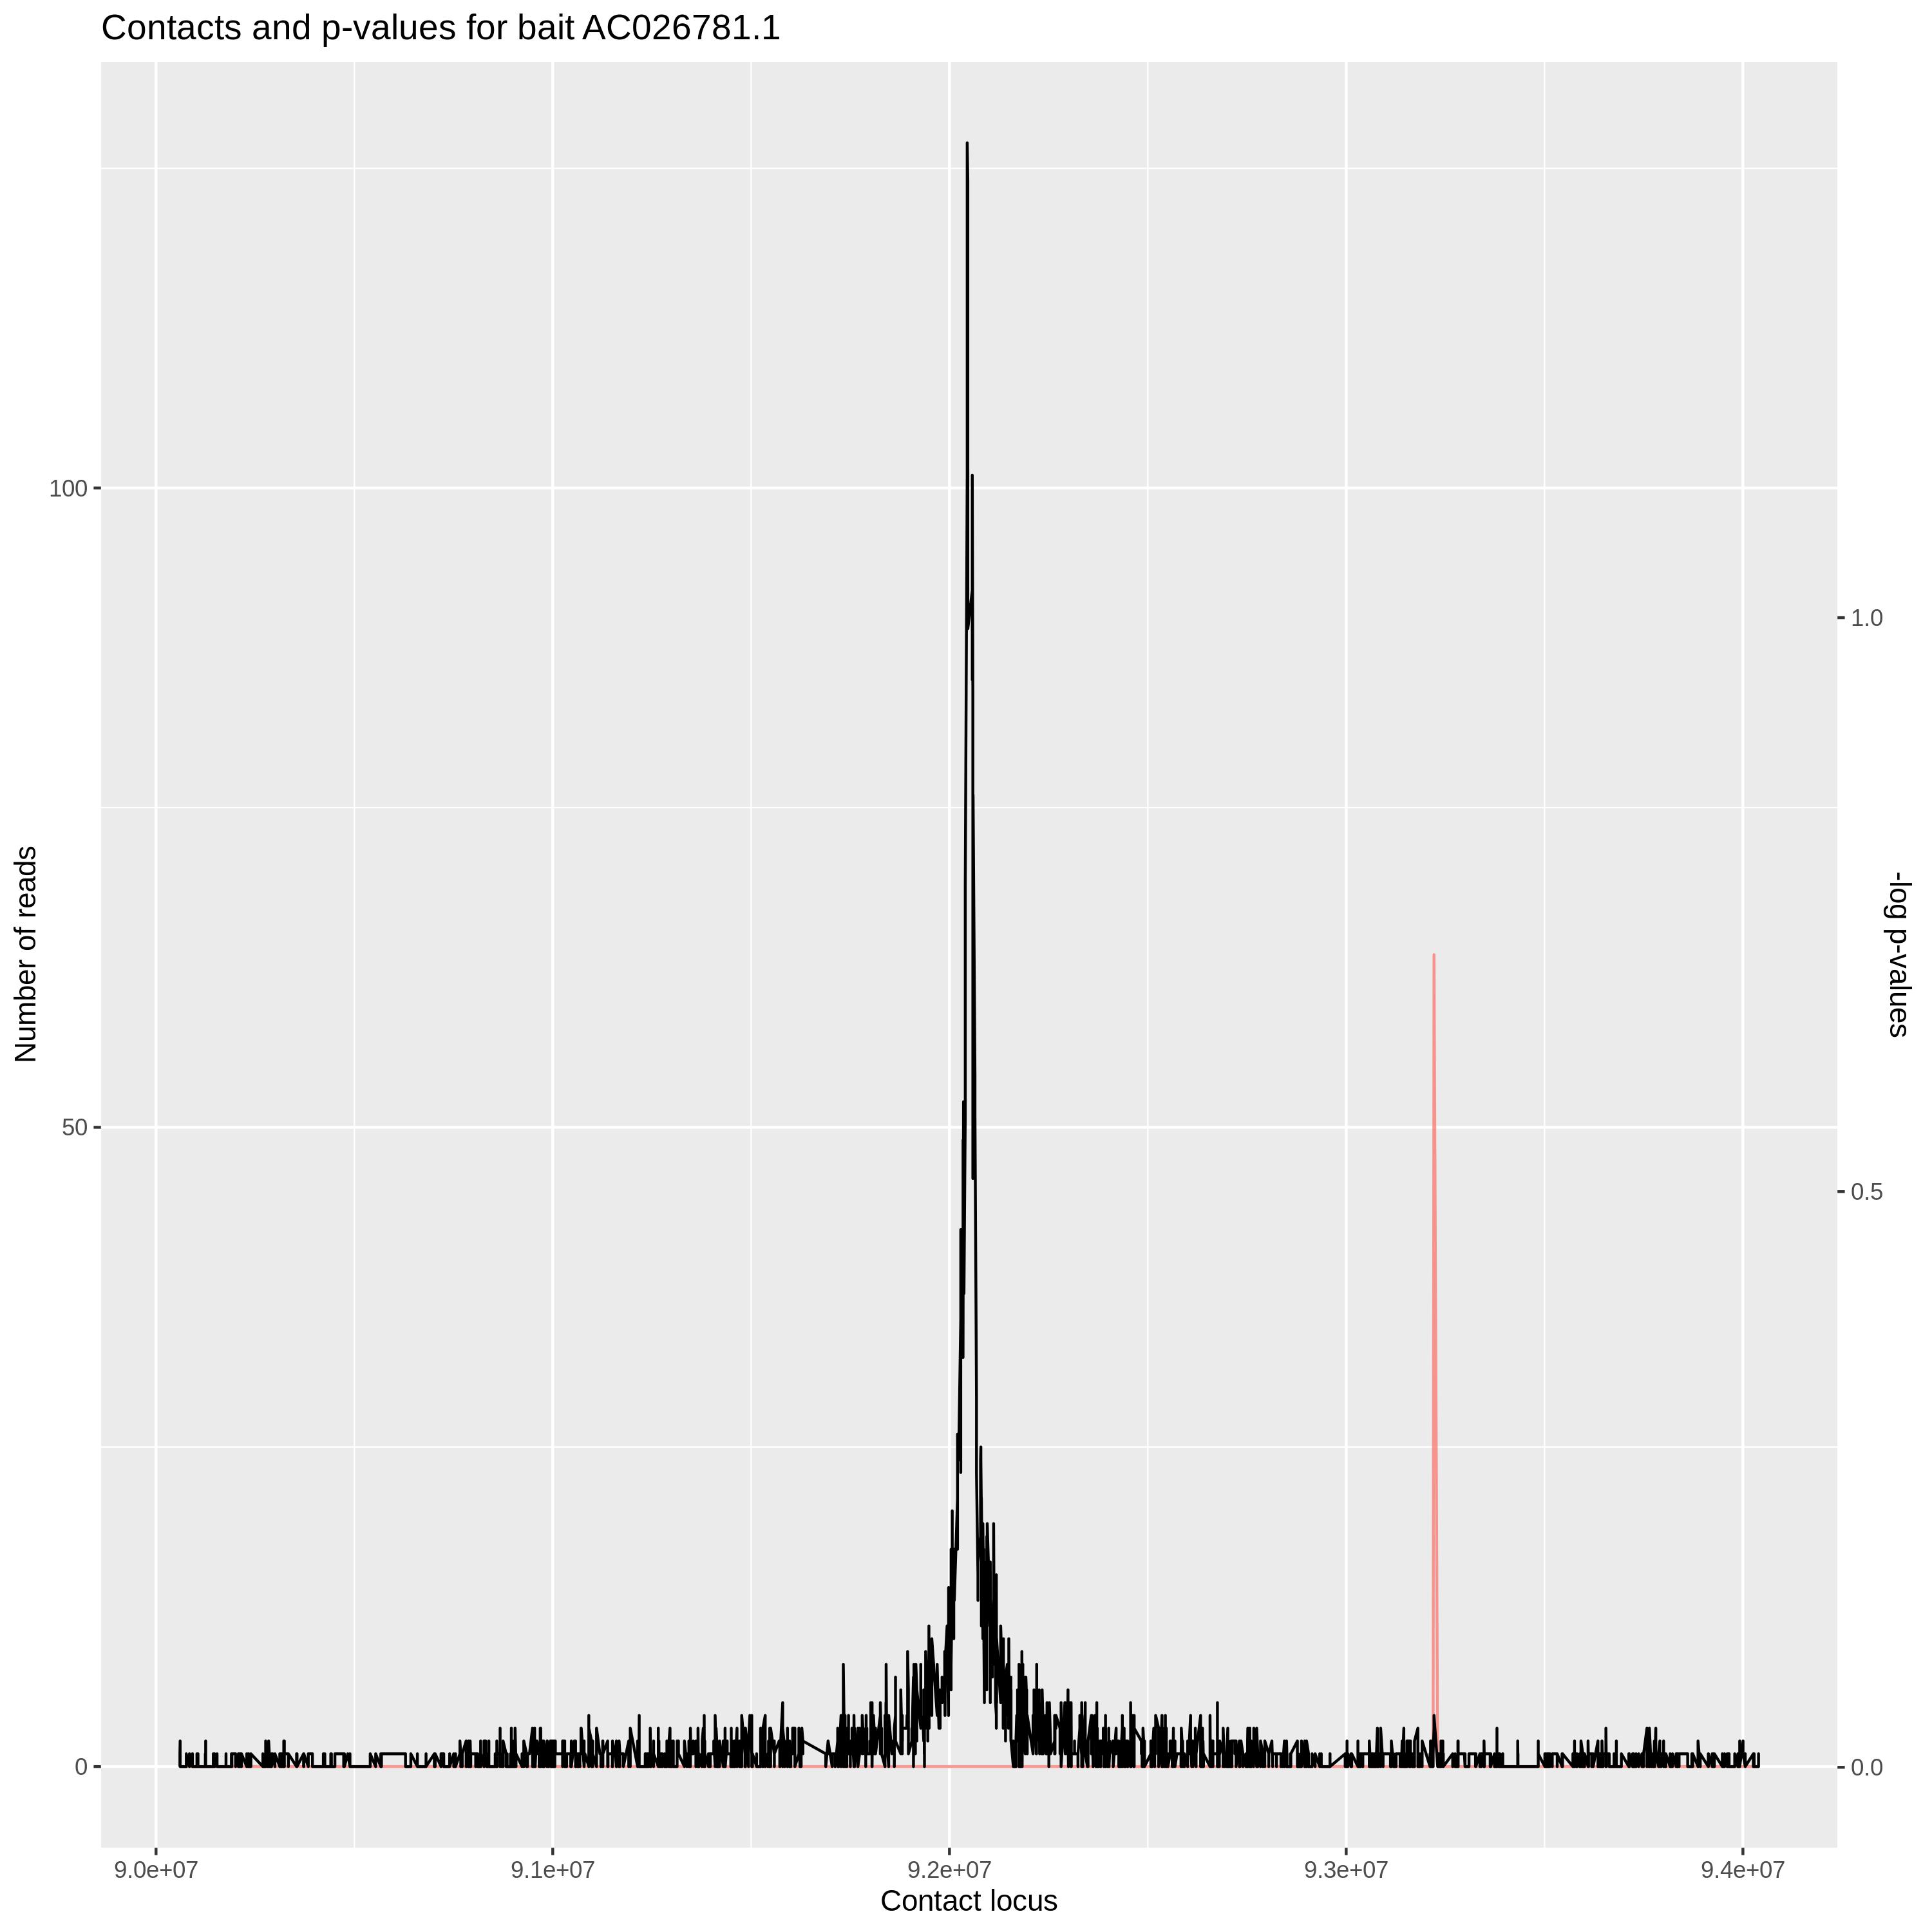 Contacts and p-values for bait AC026781.1
100
50
0
Number of reads
1.0
0.5
0.0
-log p-values
9.0e+07
9.1e+07
9.2e+07
9.3e+07
9.4e+07
Contact locus